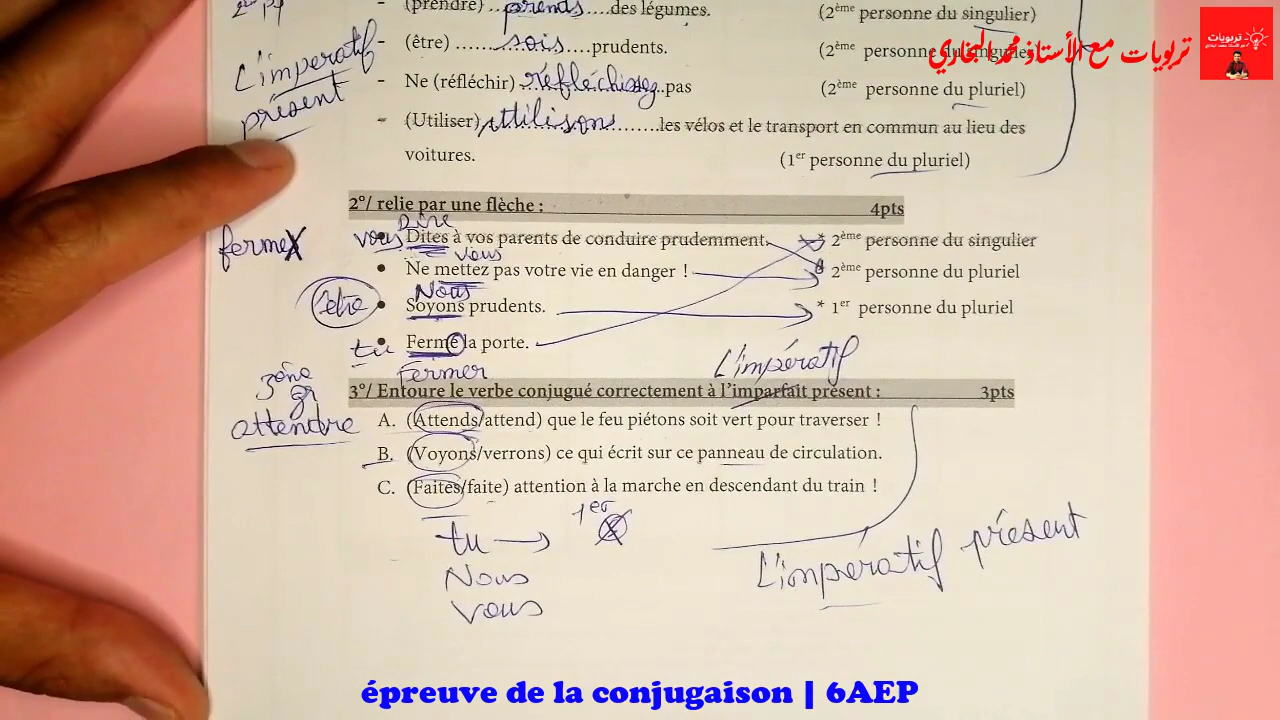 2ème gr
- (prendre) ...prends....des légumes. (2ème personne du singulier)
L'impératif présent
- (être) ........sois....prudents. (2ème personne du singulier)
تربويات مع الأستاذ محمد البخاري
تربويات
- Ne (réfléchir) réfléchissez..pas (2ème personne du pluriel)
- (Utiliser) utilisons........les vélos et le transport en commun au lieu des
voitures. (1er personne du pluriel)
2°/ relie par une flèche : 4pts
Dire
fermeX
vous • Dites à vos parents de conduire prudemment. * 2ème personne du singulier
vous
• Ne mettez pas votre vie en danger ! * 2ème personne du pluriel
Nous
être • Soyons prudents. * 1er personne du pluriel
tu • Ferme la porte.
Fermer
L'impératif
3ème gr
attendre
3°/ Entoure le verbe conjugué correctement à l'imparfait présent : 3pts
A. (Attends/attend) que le feu piétons soit vert pour traverser !
B. (Voyons/verrons) ce qui écrit sur ce panneau de circulation.
C. (Faites/faite) attention à la marche en descendant du train !
tu → 1er
Nous
Vous
L'impératif présent
épreuve de la conjugaison | 6AEP